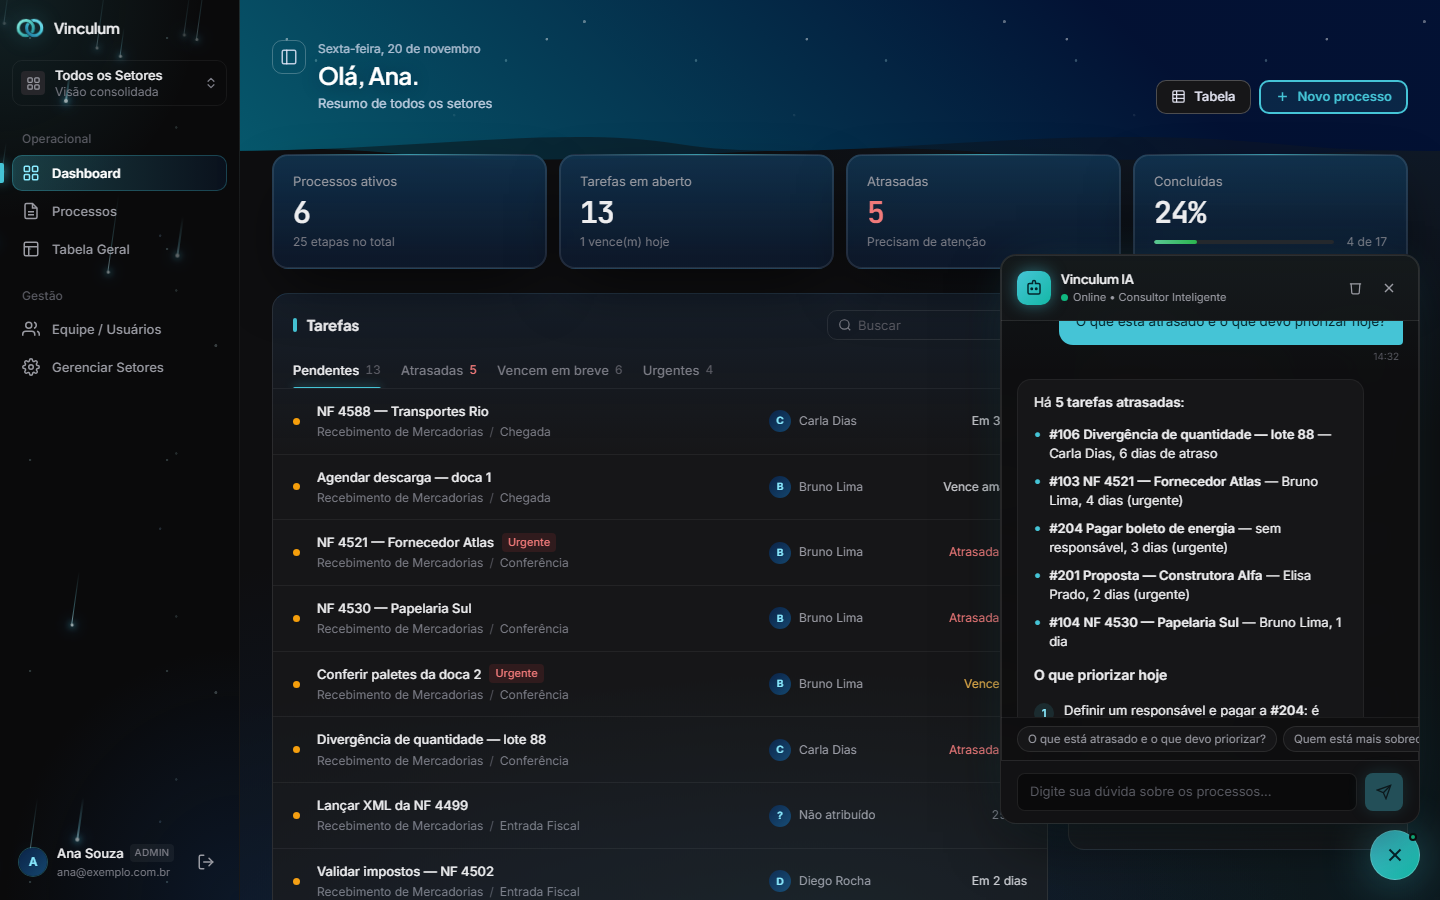 Vinculum
Todos os Setores
Visão consolidada
Operacional
Dashboard
Processos
Tabela Geral
Gestão
Equipe / Usuários
Gerenciar Setores
A
Ana Souza ADMIN
ana@exemplo.com.br
Sexta-feira, 20 de novembro
Olá, Ana.
Resumo de todos os setores
Tabela
+ Novo processo
Processos ativos
6
25 etapas no total
Tarefas em aberto
13
1 vence(m) hoje
Atrasadas
5
Precisam de atenção
Concluídas
24%
4 de 17
Tarefas
Buscar
Pendentes 13 Atrasadas 5 Vencem em breve 6 Urgentes 4
NF 4588 — Transportes Rio
Recebimento de Mercadorias / Chegada
C Carla Dias
Em 3
Agendar descarga — doca 1
Recebimento de Mercadorias / Chegada
B Bruno Lima
Vence am
NF 4521 — Fornecedor Atlas Urgente
Recebimento de Mercadorias / Conferência
B Bruno Lima
Atrasada
NF 4530 — Papelaria Sul
Recebimento de Mercadorias / Conferência
B Bruno Lima
Atrasada
Conferir paletes da doca 2 Urgente
Recebimento de Mercadorias / Conferência
B Bruno Lima
Vence
Divergência de quantidade — lote 88
Recebimento de Mercadorias / Conferência
C Carla Dias
Atrasada
Lançar XML da NF 4499
Recebimento de Mercadorias / Entrada Fiscal
? Não atribuído
Validar impostos — NF 4502
Recebimento de Mercadorias / Entrada Fiscal
D Diego Rocha
Em 2 dias
Vinculum IA
Online • Consultor Inteligente
O que está atrasado e o que devo priorizar hoje?
14:32
Há 5 tarefas atrasadas:
• #106 Divergência de quantidade — lote 88 —
Carla Dias, 6 dias de atraso
• #103 NF 4521 — Fornecedor Atlas — Bruno
Lima, 4 dias (urgente)
• #204 Pagar boleto de energia — sem
responsável, 3 dias (urgente)
• #201 Proposta — Construtora Alfa — Elisa
Prado, 2 dias (urgente)
• #104 NF 4530 — Papelaria Sul — Bruno Lima, 1
dia
O que priorizar hoje
1 Definir um responsável e pagar a #204: é
O que está atrasado e o que devo priorizar?
Quem está mais sobrec
Digite sua dúvida sobre os processos...